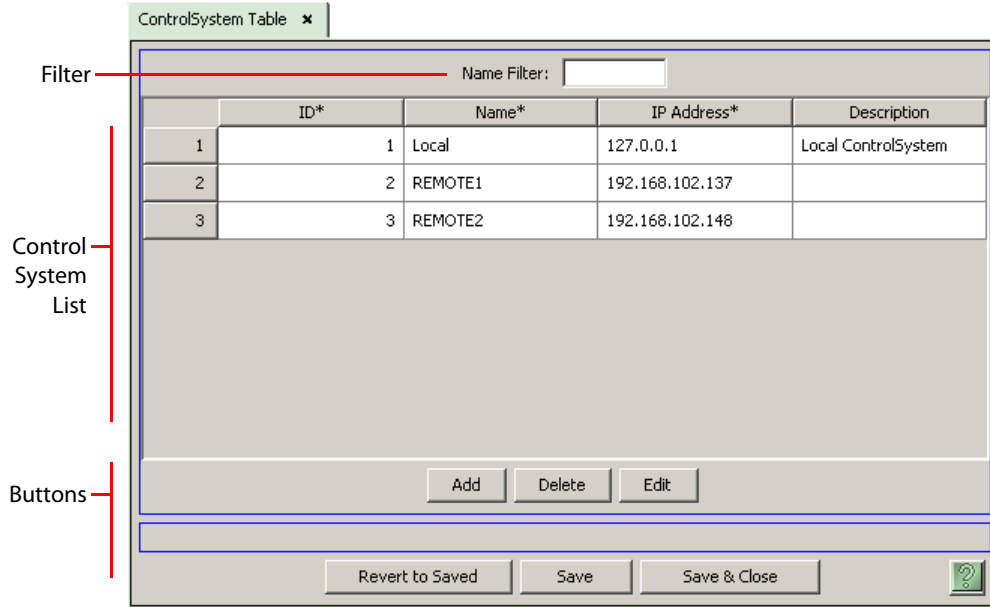 ControlSystem Table ×
Filter
Name Filter:
ID* Name* IP Address* Description
1 1 Local 127.0.0.1 Local ControlSystem
2 2 REMOTE1 192.168.102.137
3 3 REMOTE2 192.168.102.148
Control
System
List
Add Delete Edit
Buttons
Revert to Saved Save Save & Close ?